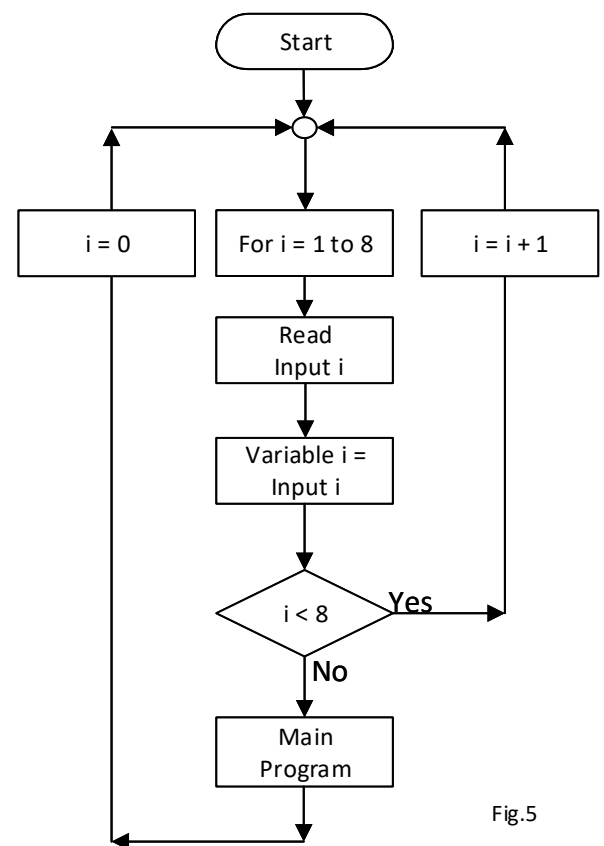 Start
i = 0
For i = 1 to 8
i = i + 1
Read
Input i
Variable i =
Input i
i < 8
Yes
No
Main
Program
Fig.5